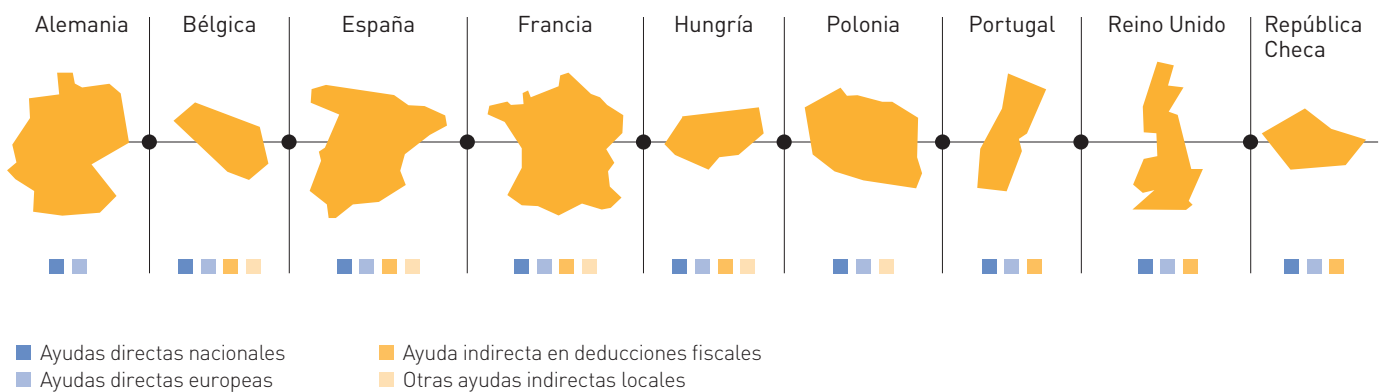 Alemania
Bélgica
España
Francia
Hungría
Polonia
Portugal
Reino Unido
República
Checa
Ayudas directas nacionales
Ayuda indirecta en deducciones fiscales
Ayudas directas europeas
Otras ayudas indirectas locales